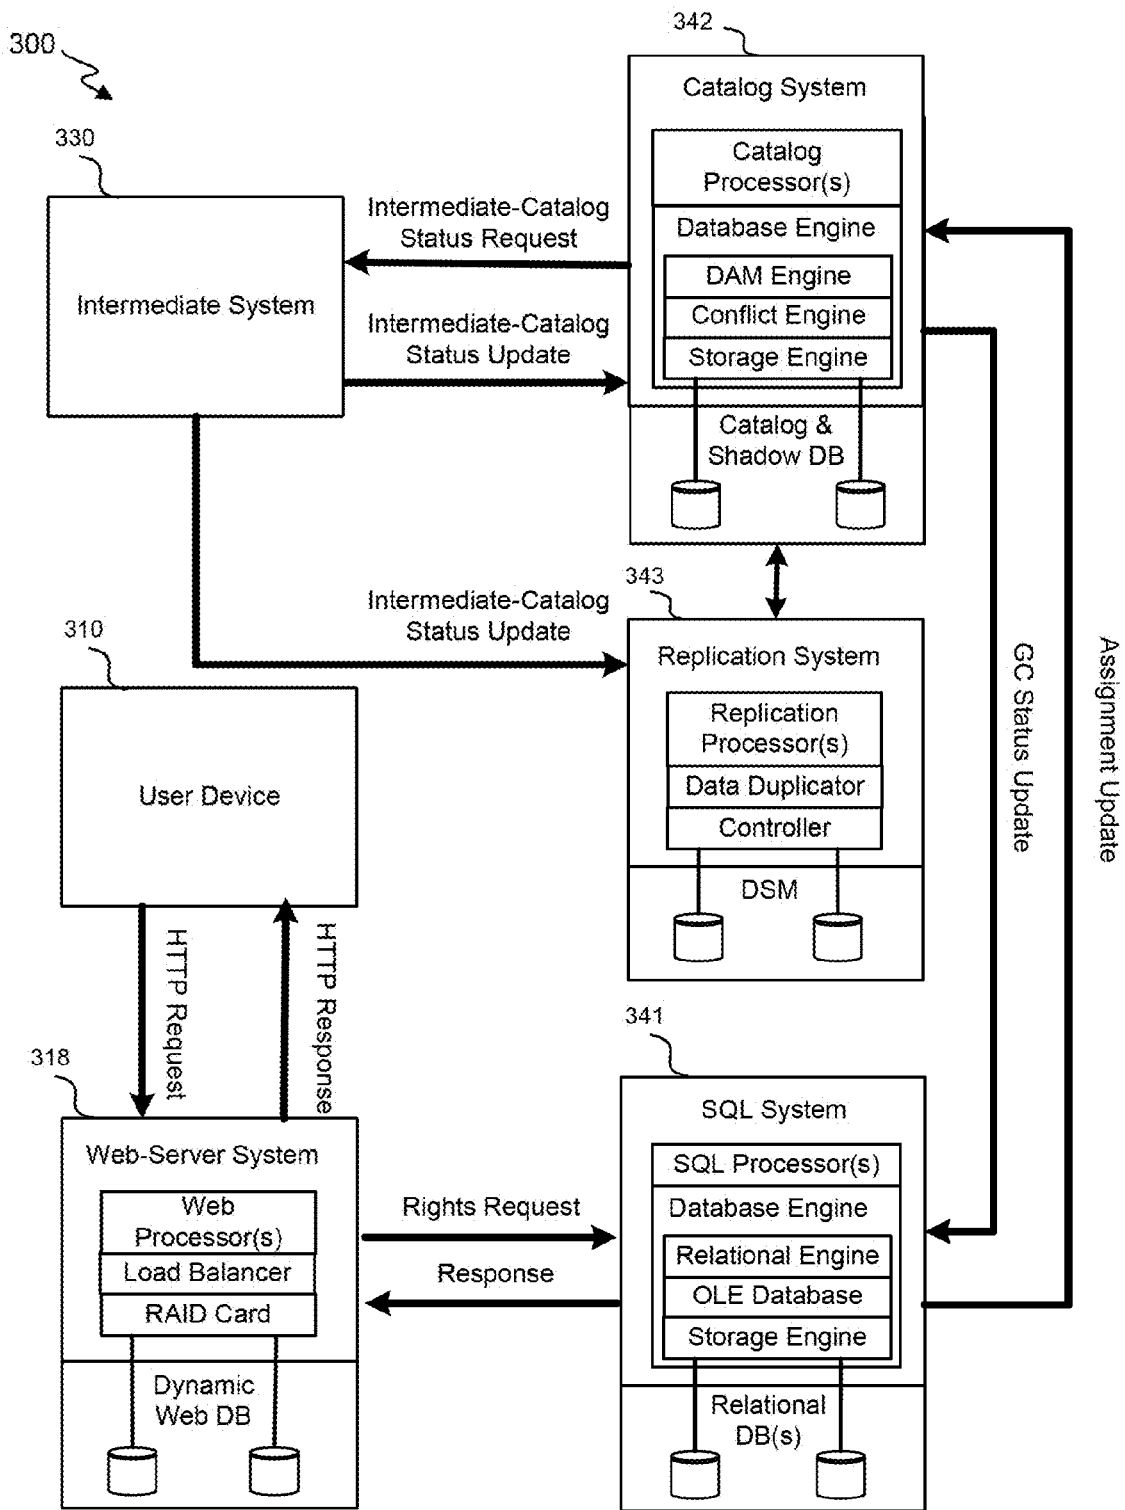 300
342
Catalog System
Catalog
Processor(s)
Database Engine
DAM Engine
Conflict Engine
Storage Engine
Catalog &
Shadow DB
330
Intermediate System
Intermediate-Catalog
Status Request
Intermediate-Catalog
Status Update
Intermediate-Catalog
Status Update
343
Replication System
Replication
Processor(s)
Data Duplicator
Controller
DSM
GC Status Update
Assignment Update
310
User Device
HTTP Request
HTTP Response
318
Web-Server System
Web
Processor(s)
Load Balancer
RAID Card
Dynamic
Web DB
Rights Request
Response
341
SQL System
SQL Processor(s)
Database Engine
Relational Engine
OLE Database
Storage Engine
Relational
DB(s)